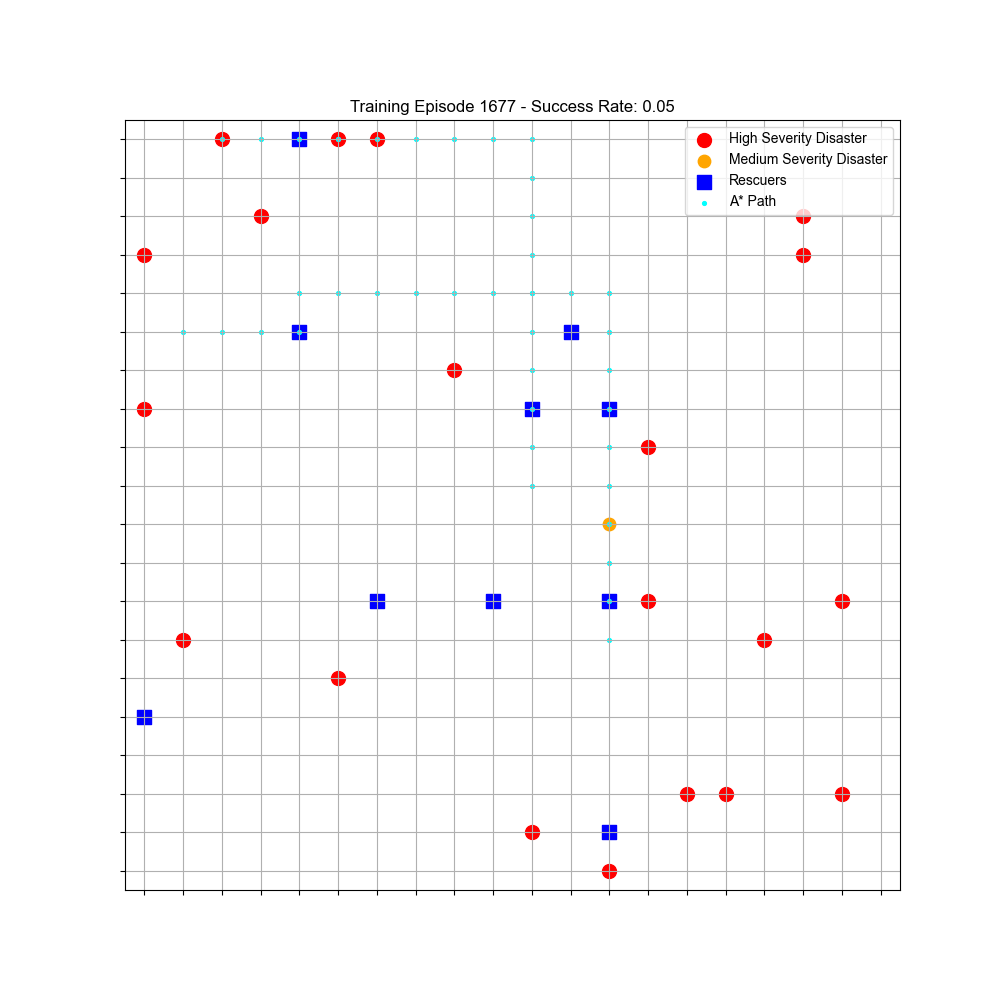 Training Episode 1677 - Success Rate: 0.05
High Severity Disaster
Medium Severity Disaster
Rescuers
A* Path